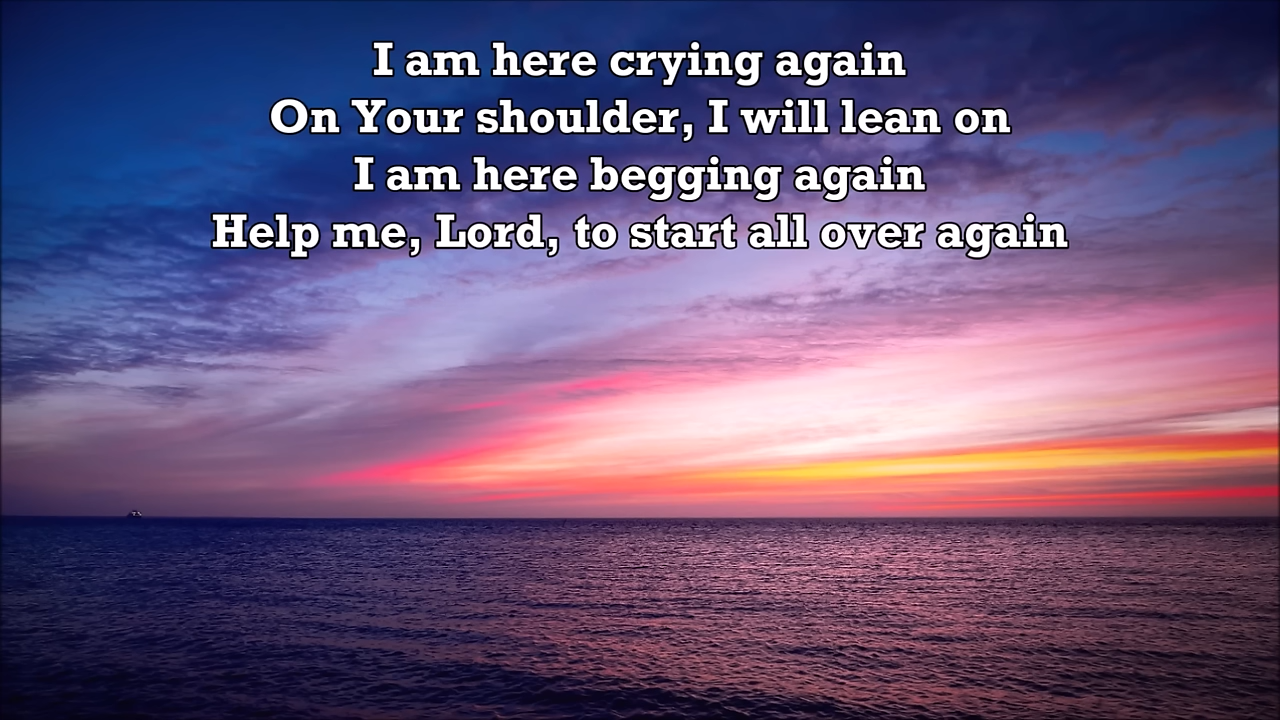 I am here crying again
On Your shoulder, I will lean on
I am here begging again
Help me, Lord, to start all over again